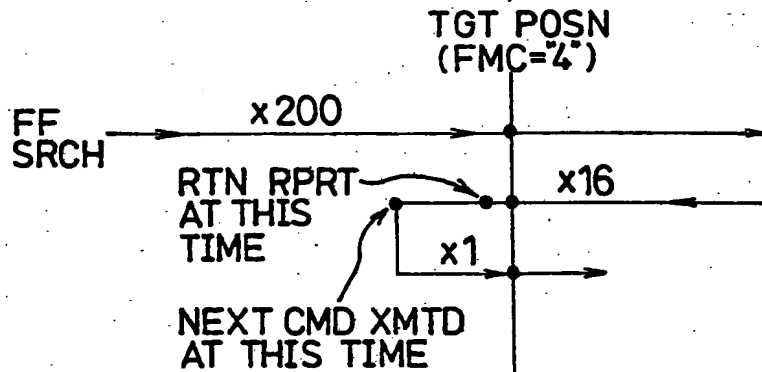 TGT POSN
(FMC="4")
x200
FF
SRCH
RTN RPRT
AT THIS
TIME
x16
x1
NEXT CMD XMTD
AT THIS TIME